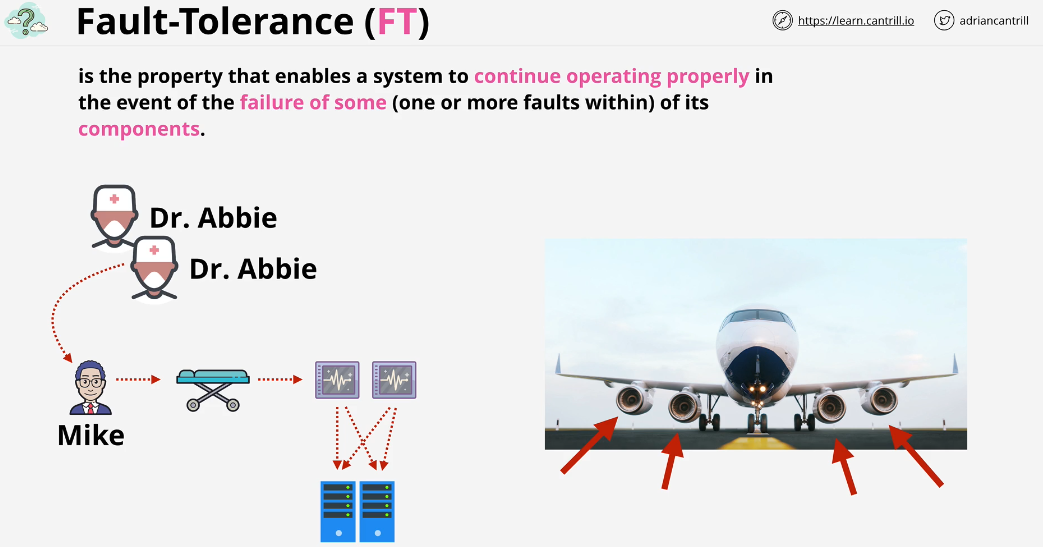 Fault-Tolerance (FT)
https://learn.cantrill.io
adriancantrill
is the property that enables a system to continue operating properly in
the event of the failure of some (one or more faults within) of its
components.
Dr. Abbie
Dr. Abbie
Mike